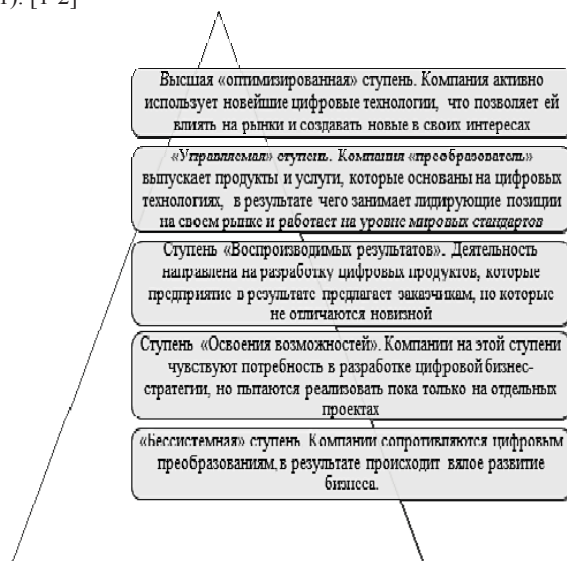 1). [1-2]
Высшая «оптимизированная» ступень. Компания активно
использует новейшие цифровые технологии, что позволяет ей
влиять на рынки и создавать новые в своих интересах
«Управляемая» ступень. Компания «преобразователь»
выпускает продукты и услуги, которые основаны на цифровых
технологиях, в результате чего занимает лидирующие позиции
на своем рынке и работает на уровне мировых стандартов
Ступень «Воспроизводимых результатов». Деятельность
направлена на разработку цифровых продуктов, которые
предприятие в результате предлагает заказчикам, но которые
не отличаются новизной
Ступень «Освоения возможностей». Компании на этой ступени
чувствуют потребность в разработке цифровой бизнес-
стратегии, но пытаются реализовать пока только на отдельных
проектах
«Бессистемная» ступень. Компании сопротивляются цифровым
преобразованиям, в результате происходит вялое развитие
бизнеса.